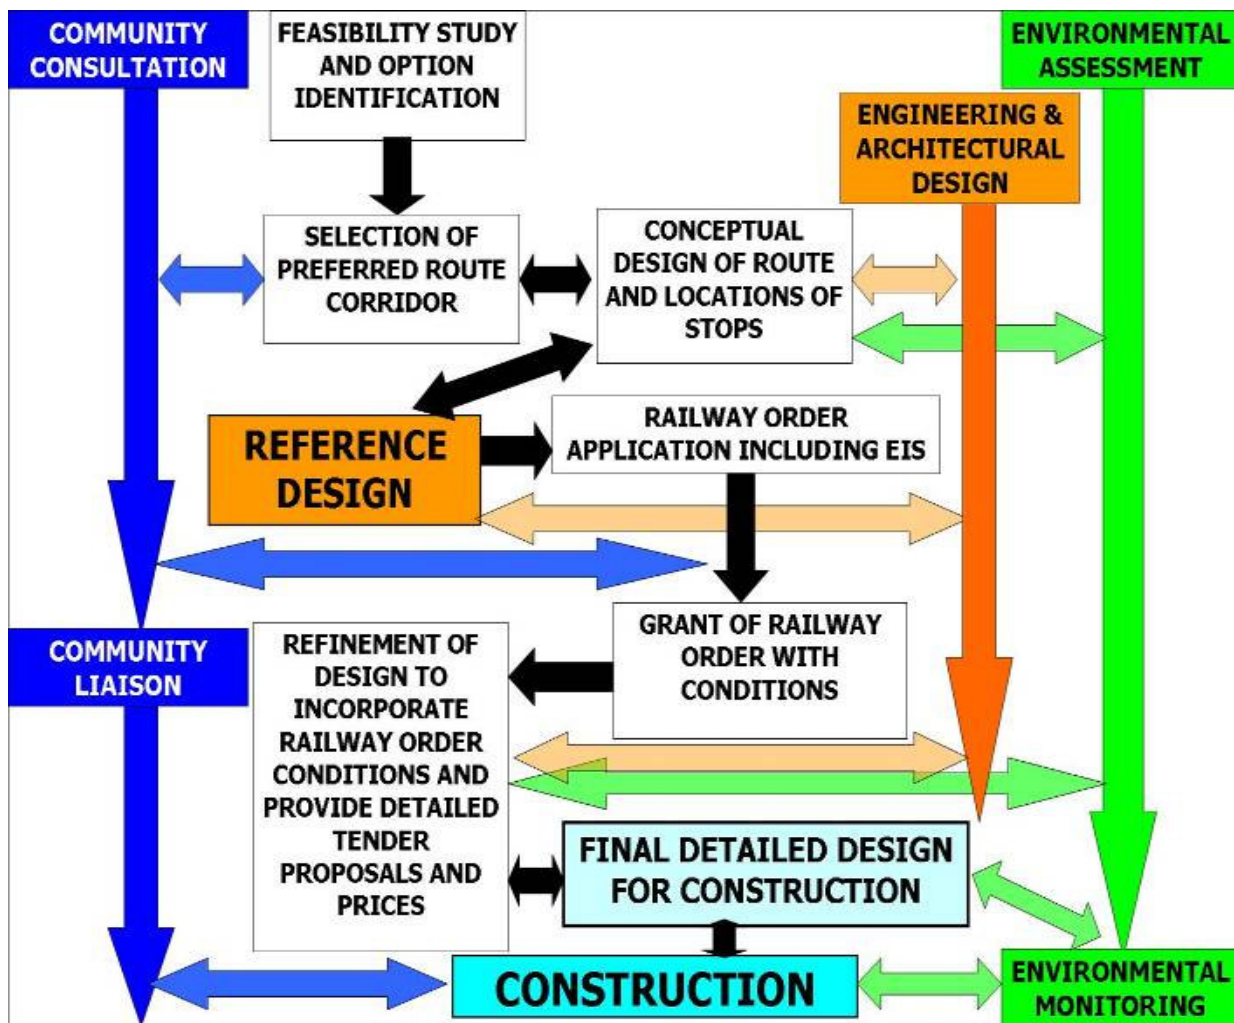 COMMUNITY
CONSULTATION
FEASIBILITY STUDY
AND OPTION
IDENTIFICATION
ENVIRONMENTAL
ASSESSMENT
ENGINEERING &
ARCHITECTURAL
DESIGN
SELECTION OF
PREFERRED ROUTE
CORRIDOR
CONCEPTUAL
DESIGN OF ROUTE
AND LOCATIONS OF
STOPS
REFERENCE
DESIGN
RAILWAY ORDER
APPLICATION INCLUDING EIS
GRANT OF RAILWAY
ORDER WITH
CONDITIONS
COMMUNITY
LIAISON
REFINEMENT OF
DESIGN TO
INCORPORATE
RAILWAY ORDER
CONDITIONS AND
PROVIDE DETAILED
TENDER
PROPOSALS AND
PRICES
FINAL DETAILED DESIGN
FOR CONSTRUCTION
CONSTRUCTION
ENVIRONMENTAL
MONITORING